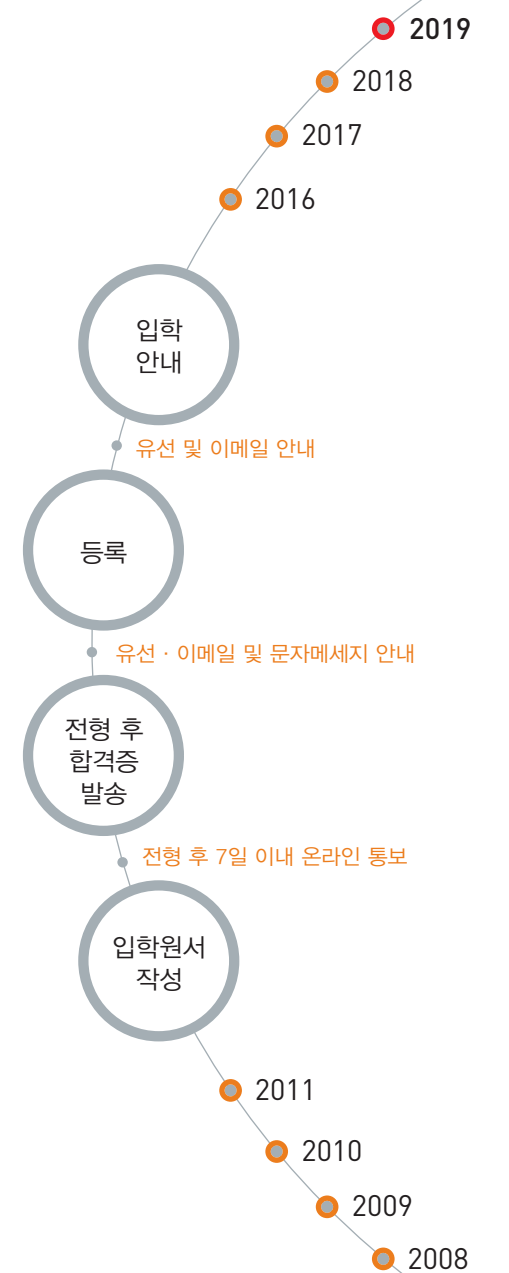 2019
2018
2017
2016
입학
안내
유선 및 이메일 안내
등록
유선 · 이메일 및 문자메세지 안내
전형 후
합격증
발송
전형 후 7일 이내 온라인 통보
입학원서
작성
2011
2010
2009
2008